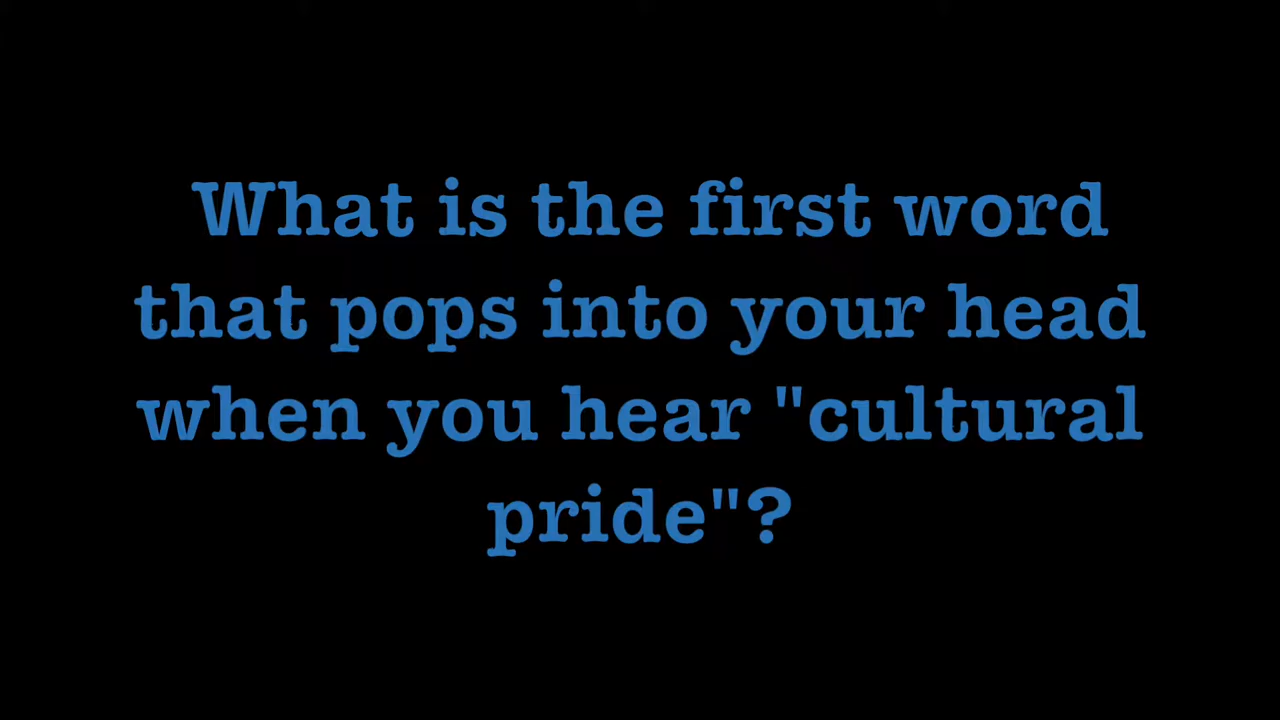 What is the first word
that pops into your head
when you hear "cultural
pride"?